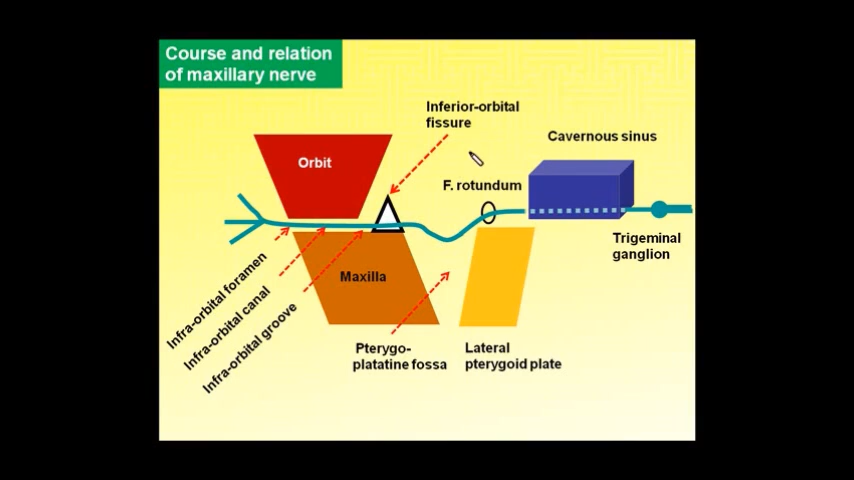 Course and relation
of maxillary nerve
Inferior-orbital
fissure
Cavernous sinus
Orbit
F. rotundum
Trigeminal
ganglion
Maxilla
Infra-orbital foramen
Infra-orbital canal
Infra-orbital groove
Pterygo-
platatine fossa
Lateral
pterygoid plate